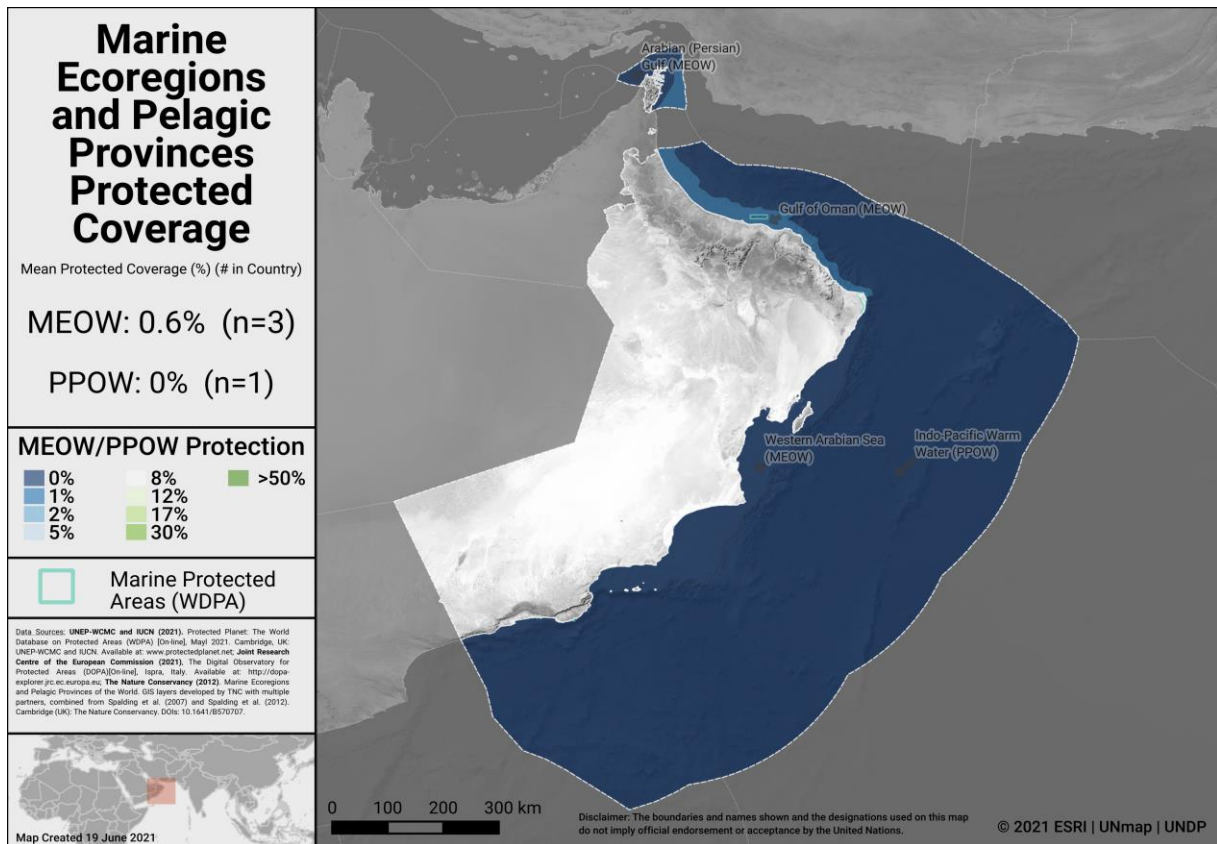 Marine
Ecoregions
and Pelagic
Provinces
Protected
Coverage
Mean Protected Coverage (%) (# in Country)
MEOW: 0.6% (n=3)
PPOW: 0% (n=1)
MEOW/PPOW Protection
0% 8% >50%
1% 12%
2% 17%
5% 30%
Marine Protected
Areas (WDPA)
Data Sources: UNEP-WCMC and IUCN (2021). Protected Planet: The World
Database on Protected Areas (WDPA) [On-line], Mayl 2021. Cambridge, UK:
UNEP-WCMC and IUCN. Available at: www.protectedplanet.net; Joint Research
Centre of the European Commission (2021), The Digital Observatory for
Protected Areas (DOPA)[On-line], Ispra, Italy. Available at: http://dopa-
explorer.jrc.ec.europa.eu; The Nature Conservancy (2012). Marine Ecoregions
and Pelagic Provinces of the World. GIS layers developed by TNC with multiple
partners, combined from Spalding et al. (2007) and Spalding et al. (2012).
Cambridge (UK): The Nature Conservancy. DOIs: 10.1641/B570707.
Map Created 19 June 2021
Arabian (Persian)
Gulf (MEOW)
Gulf of Oman (MEOW)
Western Arabian Sea
(MEOW)
Indo-Pacific Warm
Water (PPOW)
0 100 200 300 km
Disclaimer: The boundaries and names shown and the designations used on this map
do not imply official endorsement or acceptance by the United Nations.
© 2021 ESRI | UNmap | UNDP